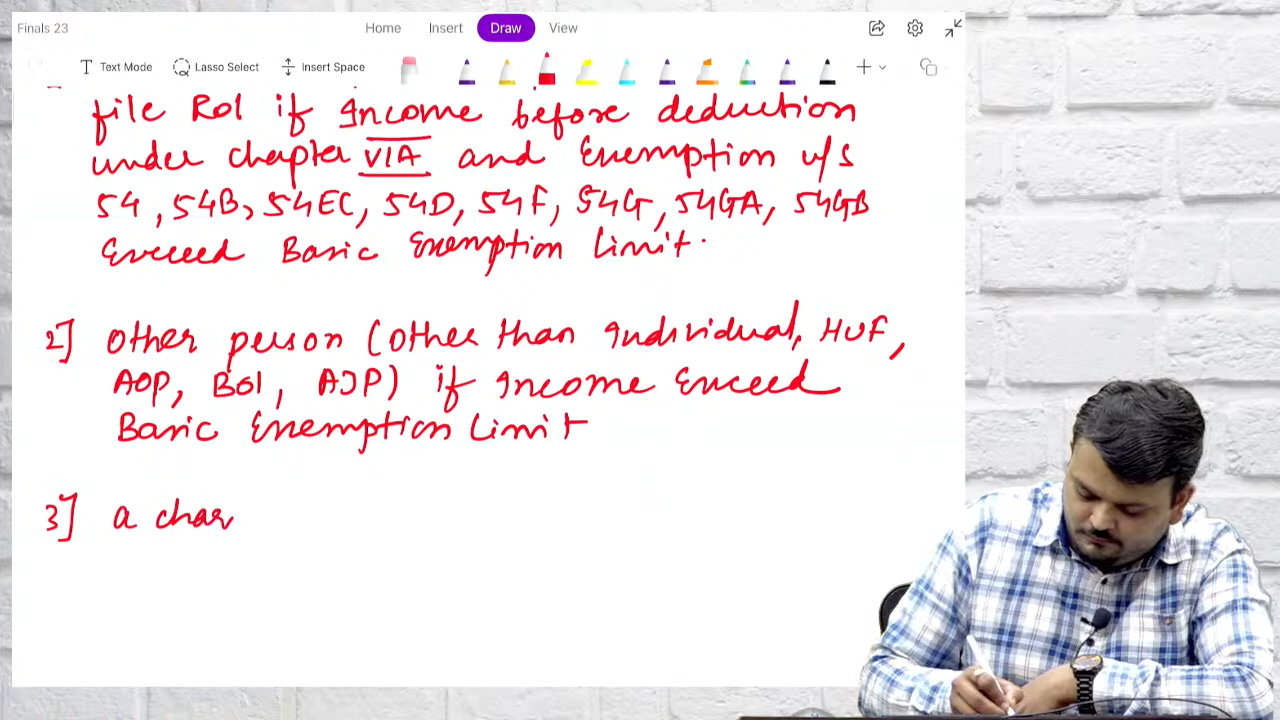 Finals 23
Home Insert Draw View
Text Mode Lasso Select Insert Space
file RoI if Income before deduction
under chapter VIA and Exemption u/s
54, 54B, 54EC, 54D, 54F, 54G, 54GA, 54GB
Exceed Basic Exemption Limit.
2] Other person (Other than Individual, HUF,
AOP, BOI, AJP) if Income Exceed
Basic Exemption Limit
3] a char